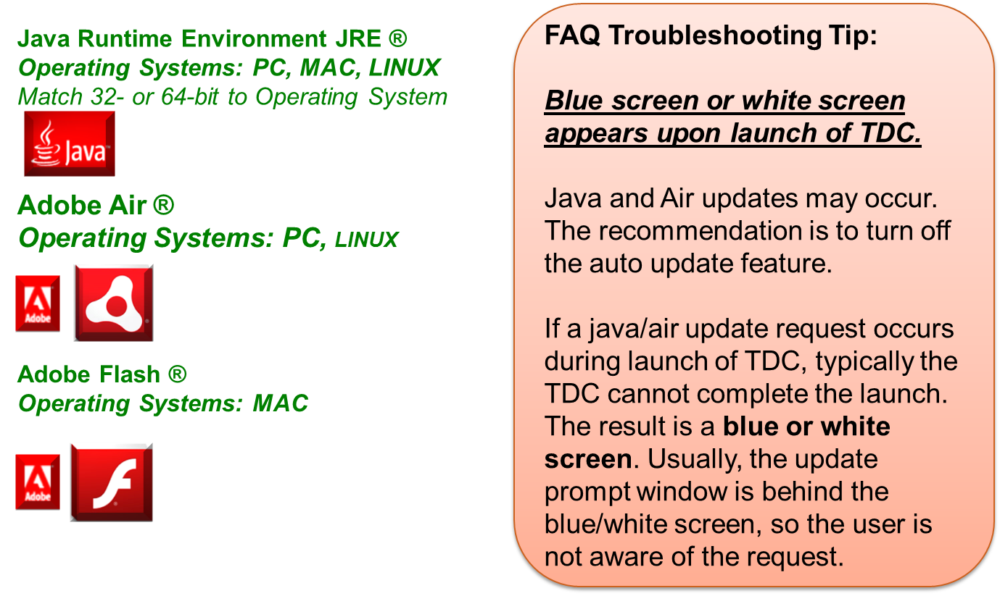 Java Runtime Environment JRE ®
Operating Systems: PC, MAC, LINUX
Match 32- or 64-bit to Operating System
Java™
Adobe Air ®
Operating Systems: PC, LINUX
Adobe
Adobe Flash ®
Operating Systems: MAC
Adobe
FAQ Troubleshooting Tip:
Blue screen or white screen
appears upon launch of TDC.
Java and Air updates may occur.
The recommendation is to turn off
the auto update feature.
If a java/air update request occurs
during launch of TDC, typically the
TDC cannot complete the launch.
The result is a blue or white
screen. Usually, the update
prompt window is behind the
blue/white screen, so the user is
not aware of the request.